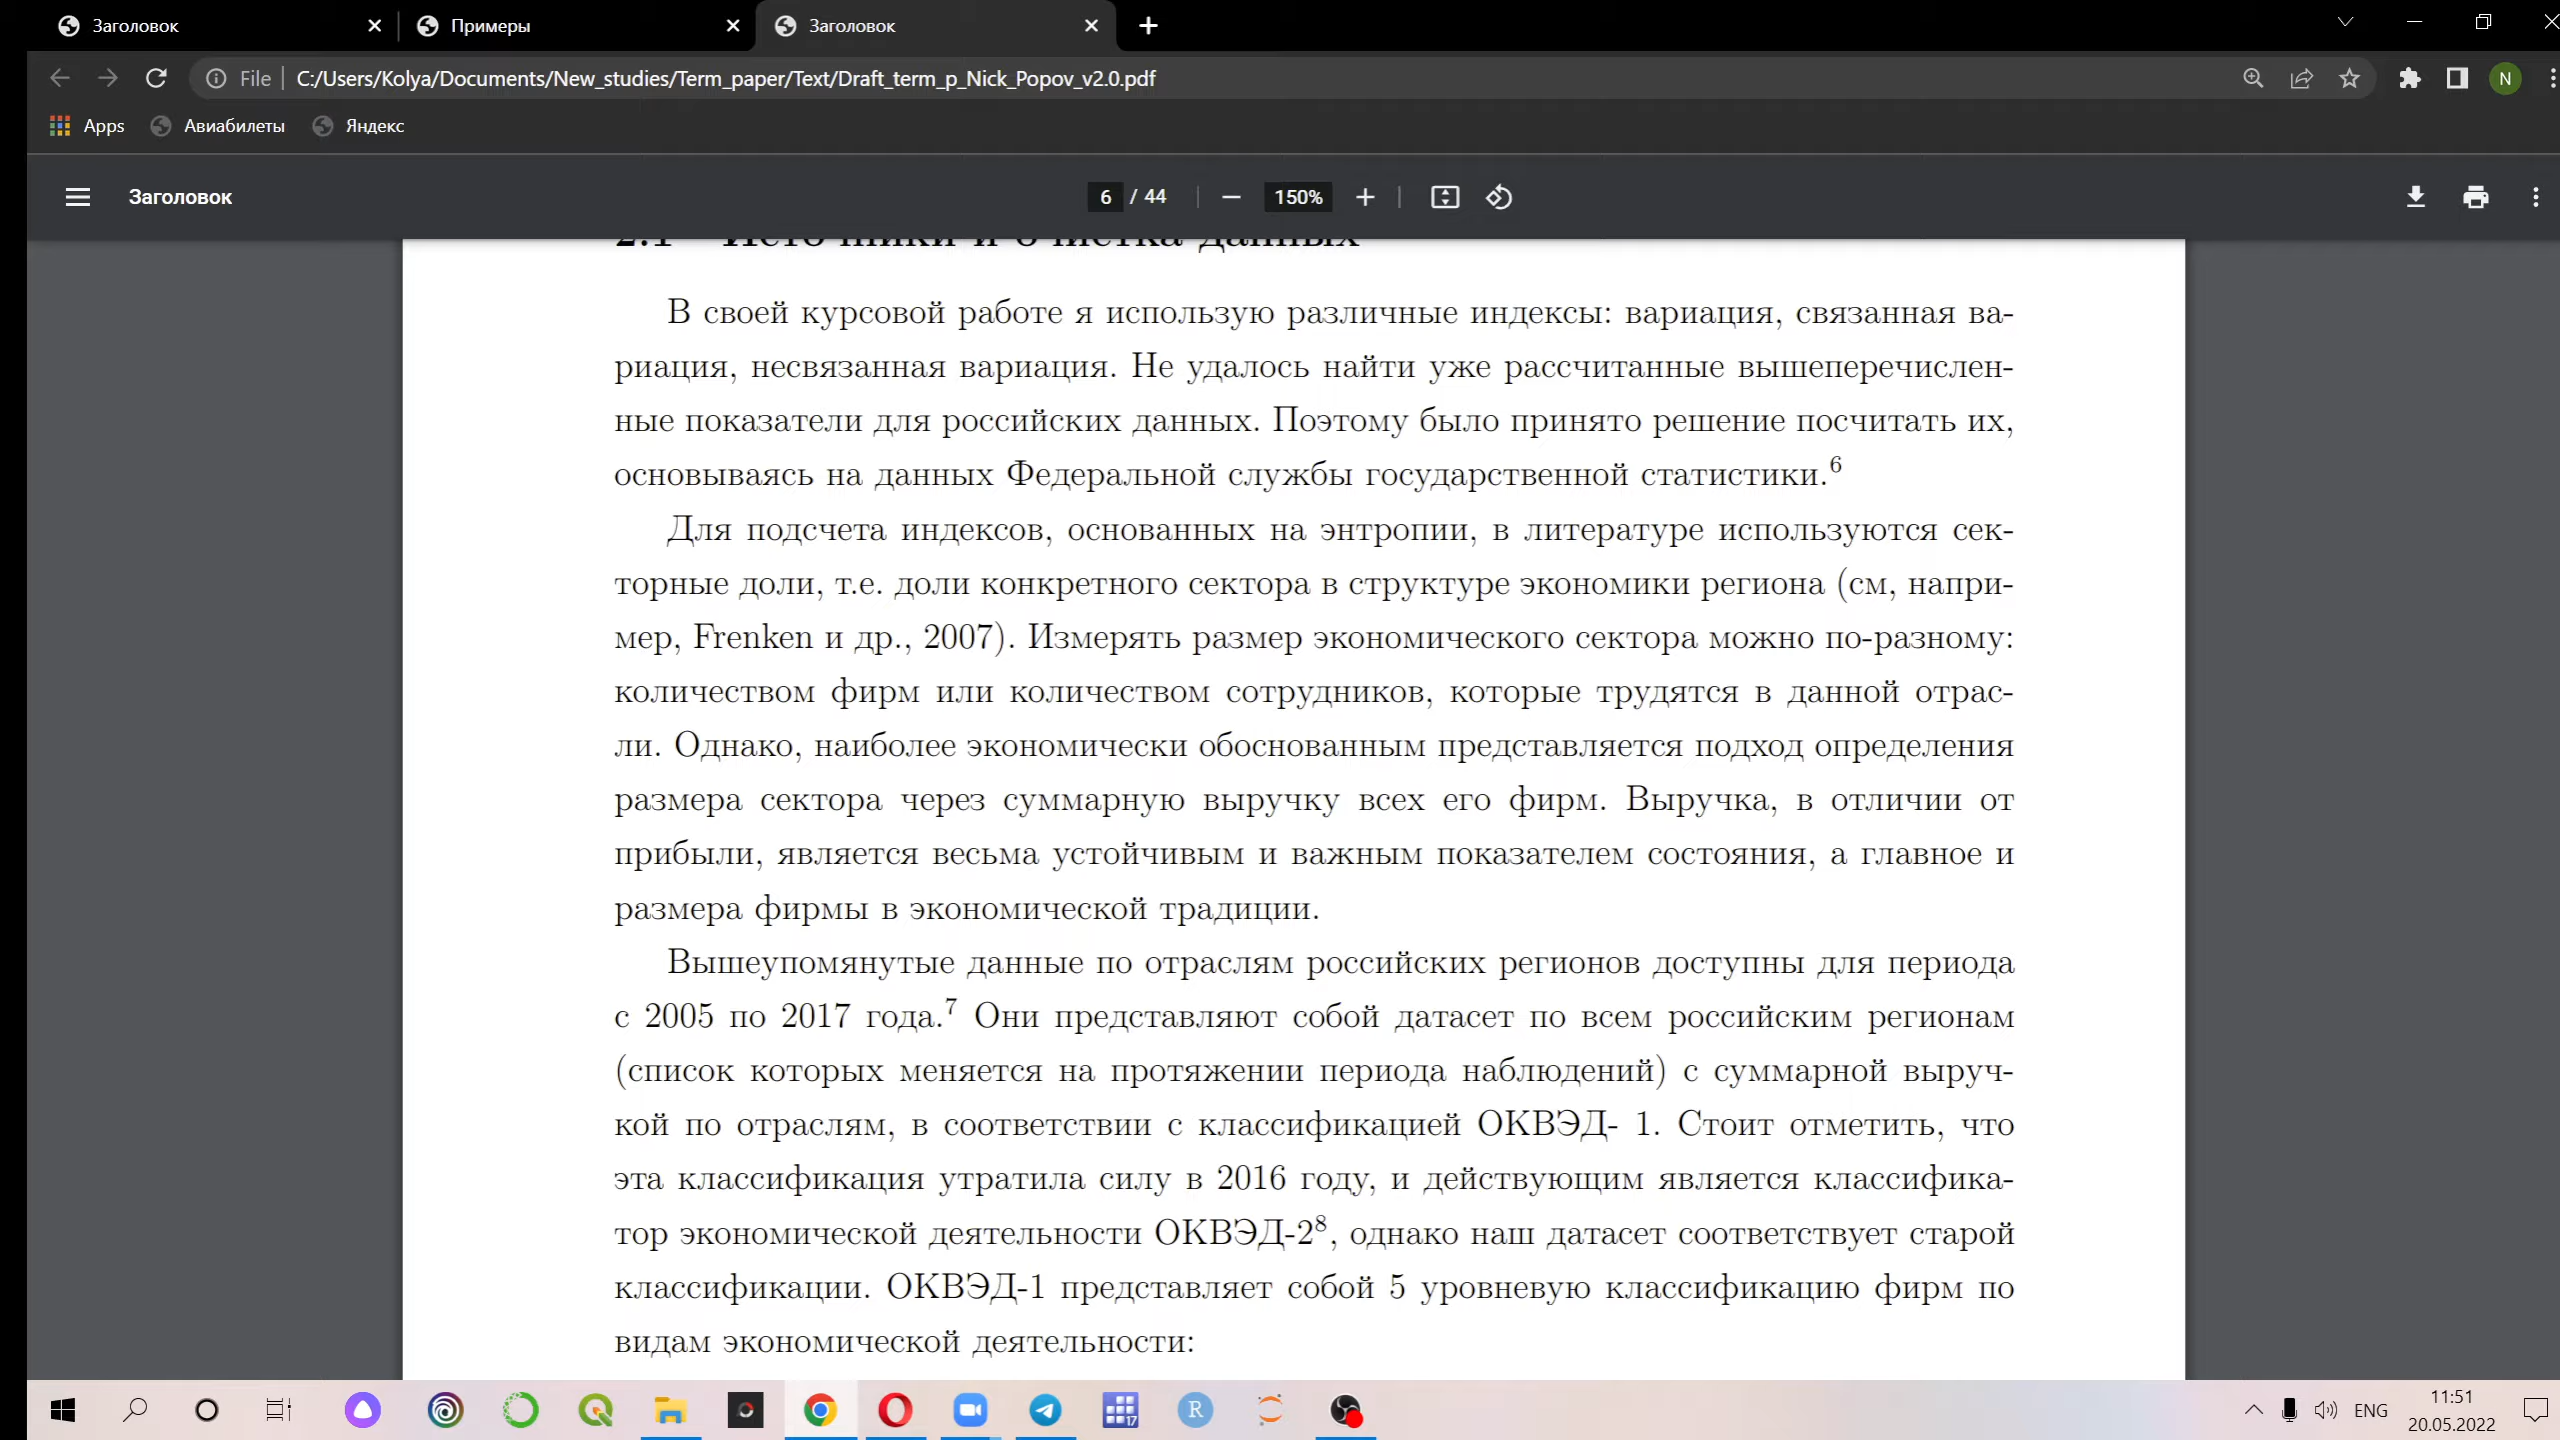 Заголовок
Примеры
Заголовок
File
C:/Users/Kolya/Documents/New_studies/Term_paper/Text/Draft_term_p_Nick_Popov_v2.0.pdf
N
Apps
Авиабилеты
Яндекс
Заголовок
6 / 44
150%
2.1 Источники и очистка данных
В своей курсовой работе я использую различные индексы: вариация, связанная ва-
риация, несвязанная вариация. Не удалось найти уже рассчитанные вышеперечислен-
ные показатели для российских данных. Поэтому было принято решение посчитать их,
основываясь на данных Федеральной службы государственной статистики.6
Для подсчета индексов, основанных на энтропии, в литературе используются сек-
торные доли, т.е. доли конкретного сектора в структуре экономики региона (см, напри-
мер, Frenken и др., 2007). Измерять размер экономического сектора можно по-разному:
количеством фирм или количеством сотрудников, которые трудятся в данной отрас-
ли. Однако, наиболее экономически обоснованным представляется подход определения
размера сектора через суммарную выручку всех его фирм. Выручка, в отличии от
прибыли, является весьма устойчивым и важным показателем состояния, а главное и
размера фирмы в экономической традиции.
Вышеупомянутые данные по отраслям российских регионов доступны для периода
с 2005 по 2017 года.7 Они представляют собой датасет по всем российским регионам
(список которых меняется на протяжении периода наблюдений) с суммарной выруч-
кой по отраслям, в соответствии с классификацией ОКВЭД- 1. Стоит отметить, что
эта классификация утратила силу в 2016 году, и действующим является классифика-
тор экономической деятельности ОКВЭД-28, однако наш датасет соответствует старой
классификации. ОКВЭД-1 представляет собой 5 уровневую классификацию фирм по
видам экономической деятельности:
17
R
ENG
11:51
20.05.2022